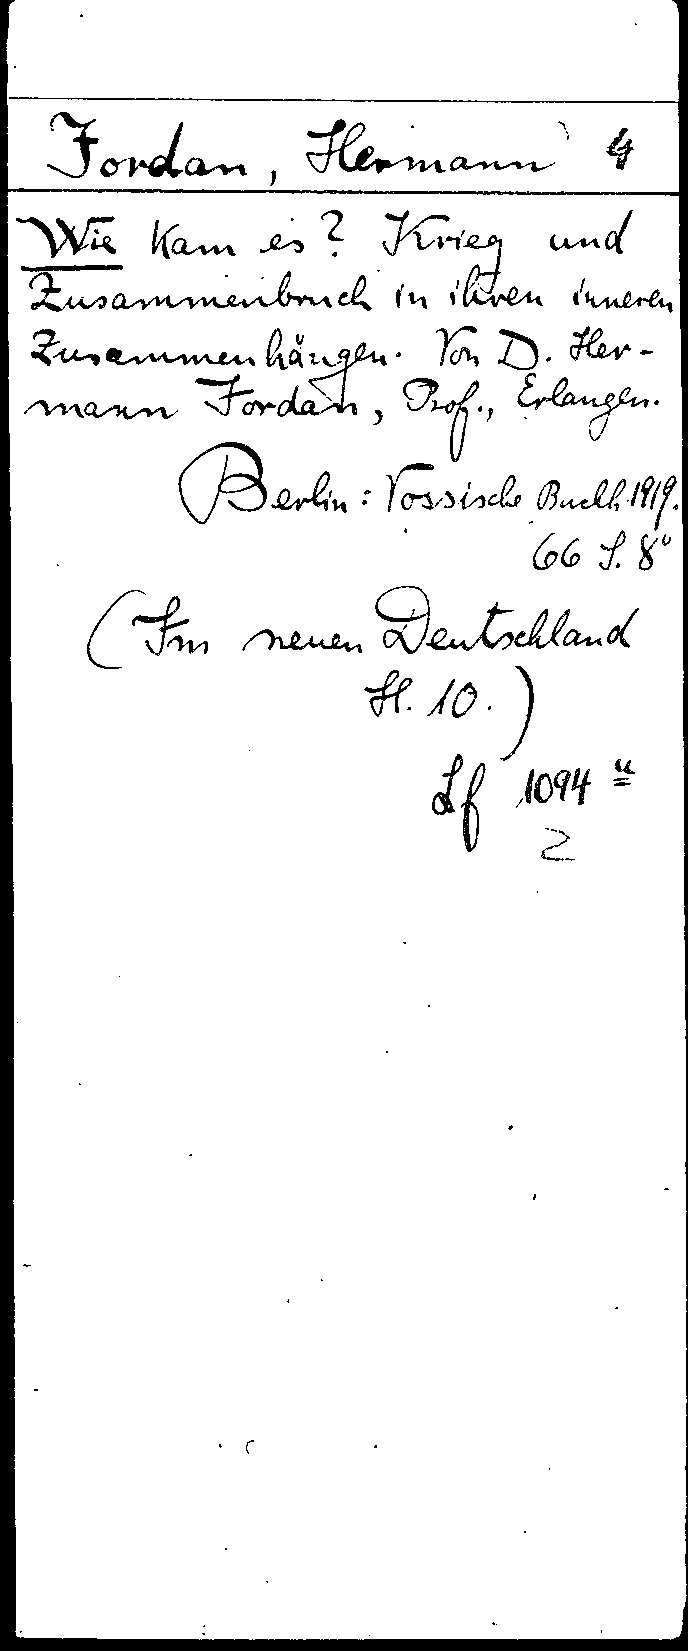 Jordan, Hermann 4
Wie kam es? Krieg und
Zusammenbruch in ihren inneren
Zusammenhängen. Von D. Her-
mann Jordan, Prof., Erlangen.
Berlin: Vossische Buchh. 1919.
66 S. 8°
(Im neuen Deutschland
H. 10.)
Lf 1094 u
2